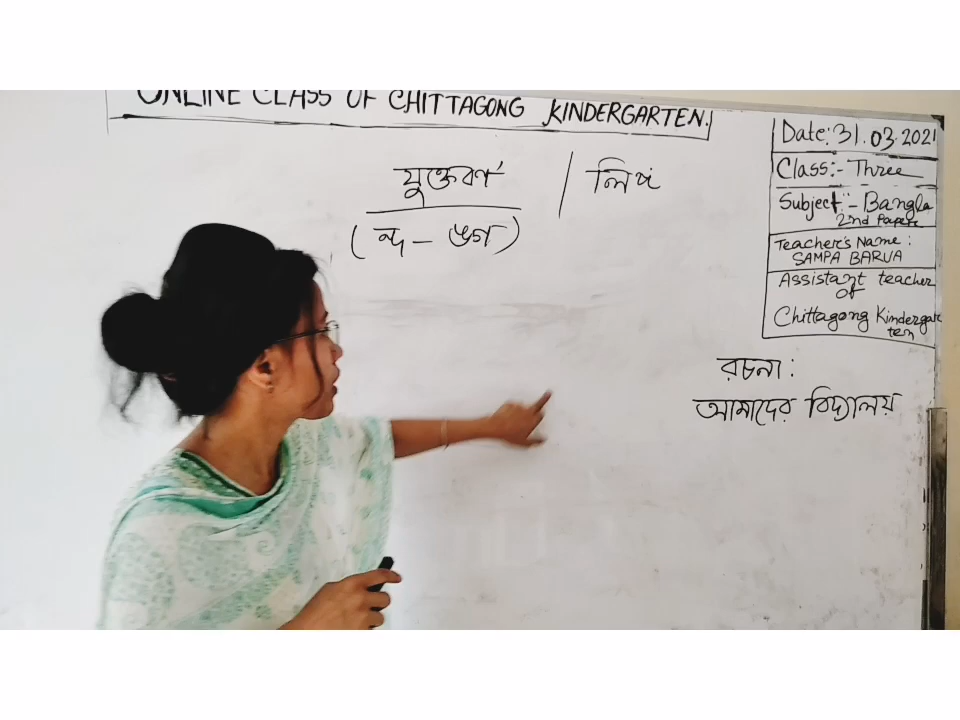 ONLINE CLASS OF CHITTAGONG KINDERGARTEN.
Date: 31.03.2021
Class:- Three
Subject:- Bangla
2nd Paper
Teacher's Name:
SAMPA BARUA
Assistant teacher
of
Chittagong Kindergar
ten
যুক্তবর্ণ / লিঙ্গ
(ন্দ - ঙগ)
রচনা:
আমাদের বিদ্যালয়